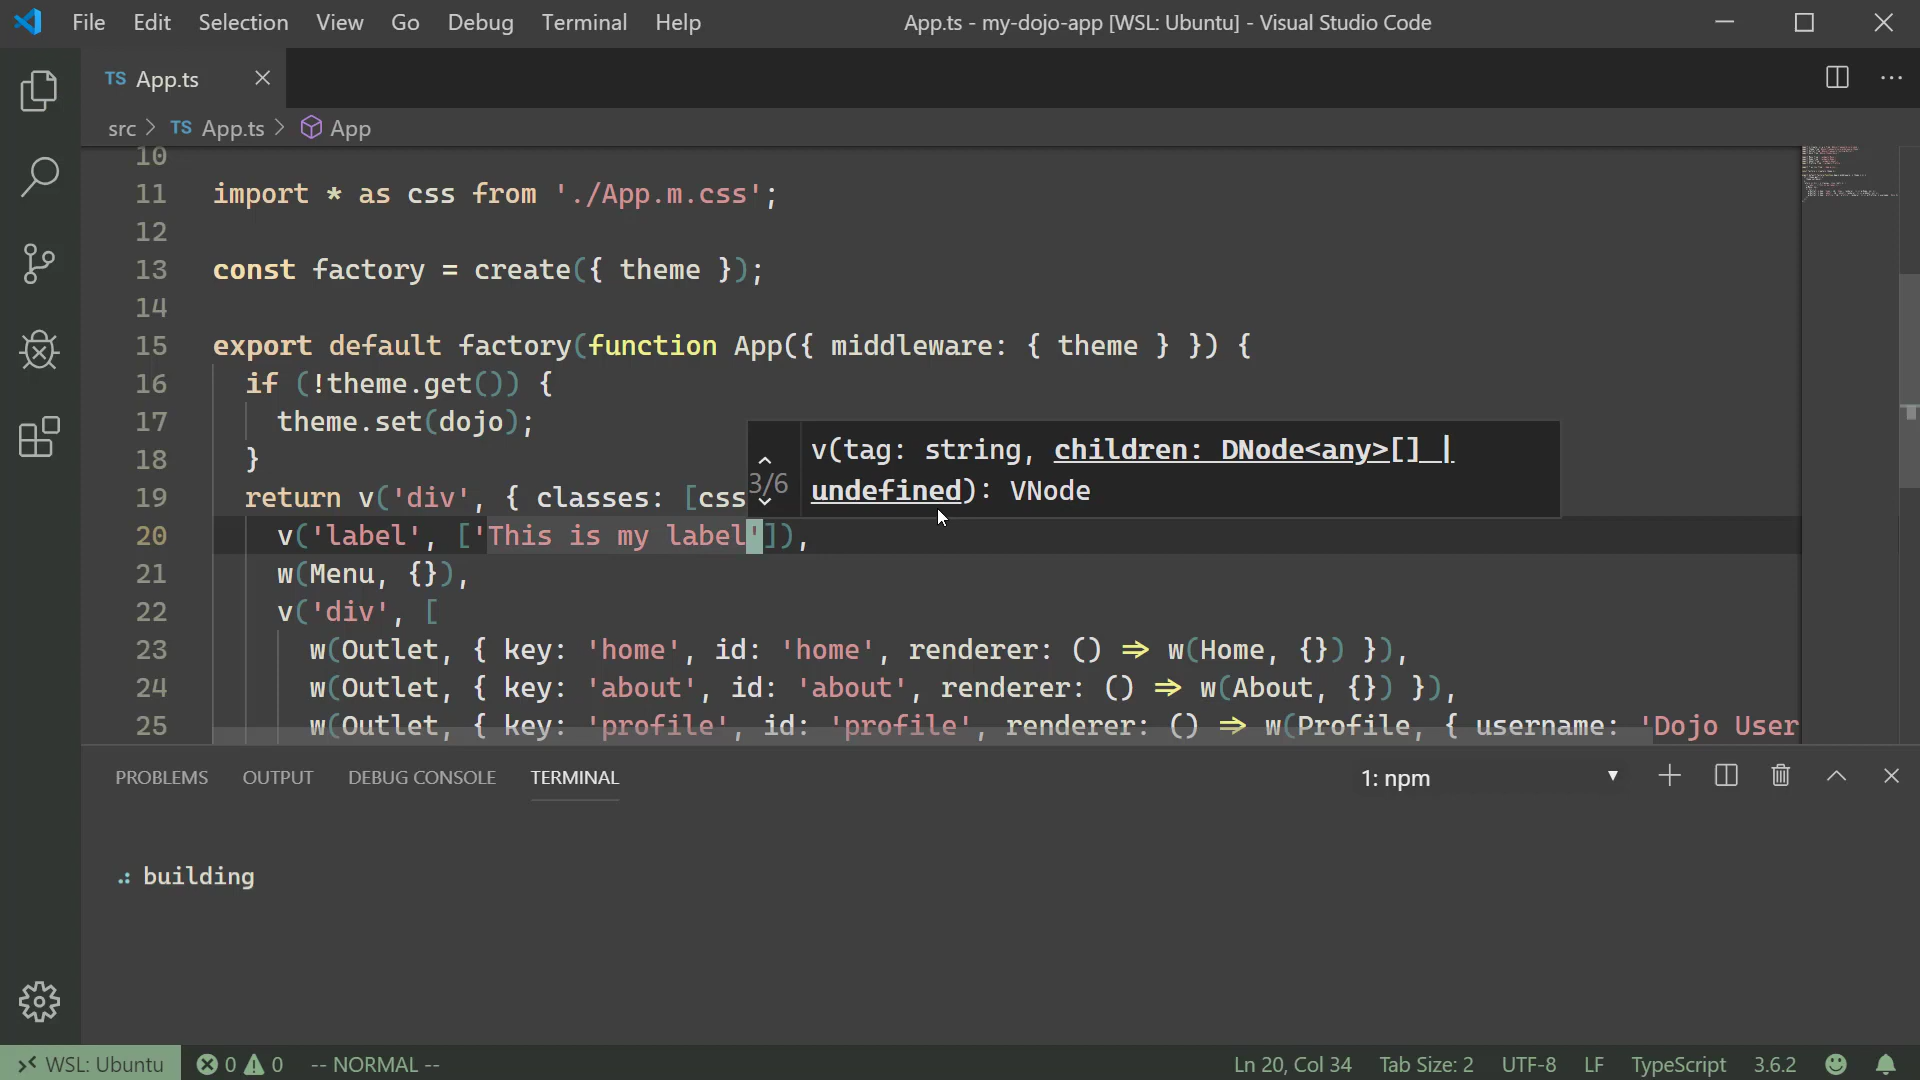 File Edit Selection View Go Debug Terminal Help
App.ts - my-dojo-app [WSL: Ubuntu] - Visual Studio Code
TS App.ts
src > TS App.ts > App
10
11 import * as css from './App.m.css';
12
13 const factory = create({ theme });
14
15 export default factory(function App({ middleware: { theme } }) {
16 if (!theme.get()) {
17 theme.set(dojo);
18 }
19 return v('div', { classes: [css
3/6 v(tag: string, children: DNode<any>[] |
undefined): VNode
20 v('label', ['This is my label']),
21 w(Menu, {}),
22 v('div', [
23 w(Outlet, { key: 'home', id: 'home', renderer: () => w(Home, {}) }),
24 w(Outlet, { key: 'about', id: 'about', renderer: () => w(About, {}) }),
25 w(Outlet, { key: 'profile', id: 'profile', renderer: () => w(Profile, { username: 'Dojo User
PROBLEMS OUTPUT DEBUG CONSOLE TERMINAL 1: npm
building
WSL: Ubuntu 0 0 -- NORMAL -- Ln 20, Col 34 Tab Size: 2 UTF-8 LF TypeScript 3.6.2